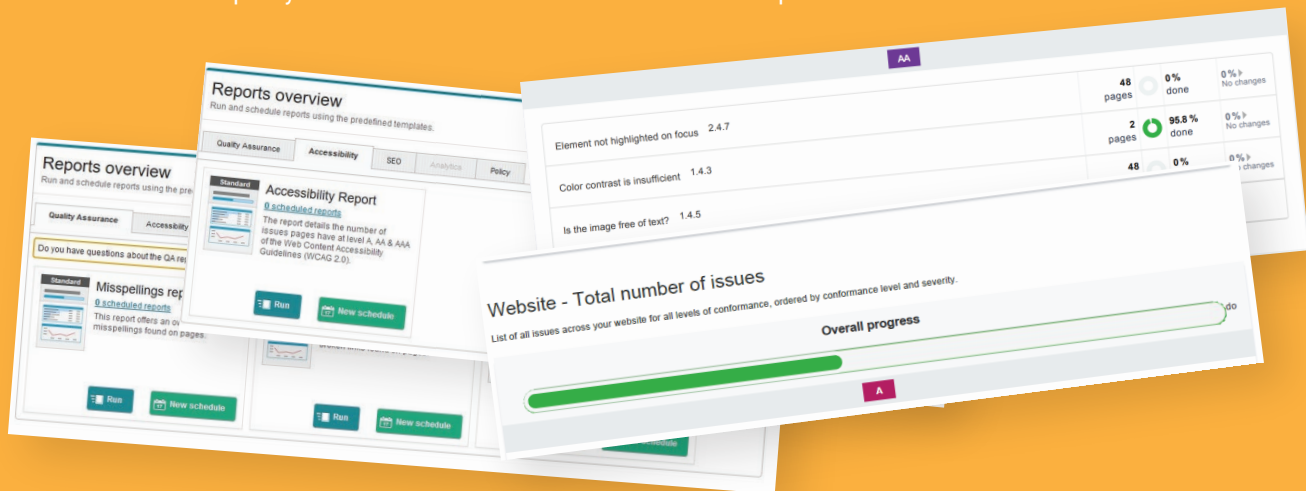 Reports overview
Run and schedule reports using the pre
Quality Assurance
Accessibility
Do you have questions about the QA rep
Standard
Misspellings rep
0 scheduled reports
This report offers an ov
misspellings found on pages.
Run
New schedule
Run
New schedule
Reports overview
Run and schedule reports using the predefined templates.
Quality Assurance
Accessibility
SEO
Analytics
Policy
Standard
Accessibility Report
0 scheduled reports
The report details the number of
issues pages have at level A, AA & AAA
of the Web Content Accessibility
Guidelines (WCAG 2.0).
Run
New schedule
AA
Element not highlighted on focus 2.4.7
48 pages
0% done
0% No changes
Color contrast is insufficient 1.4.3
2 pages
95.8% done
0% No changes
Is the image free of text? 1.4.5
48
0%
0%
changes
Website - Total number of issues
List of all issues across your website for all levels of conformance, ordered by conformance level and severity.
Overall progress
do
A